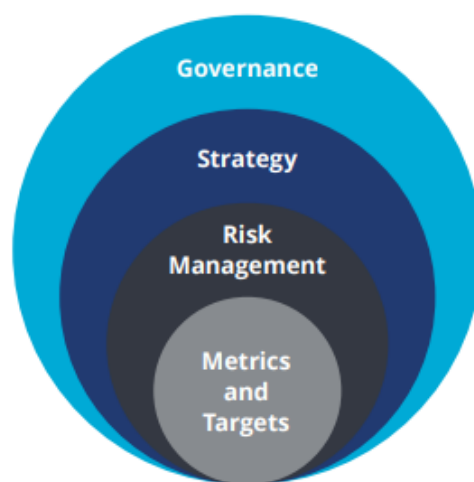 Governance
Strategy
Risk
Management
Metrics
and
Targets